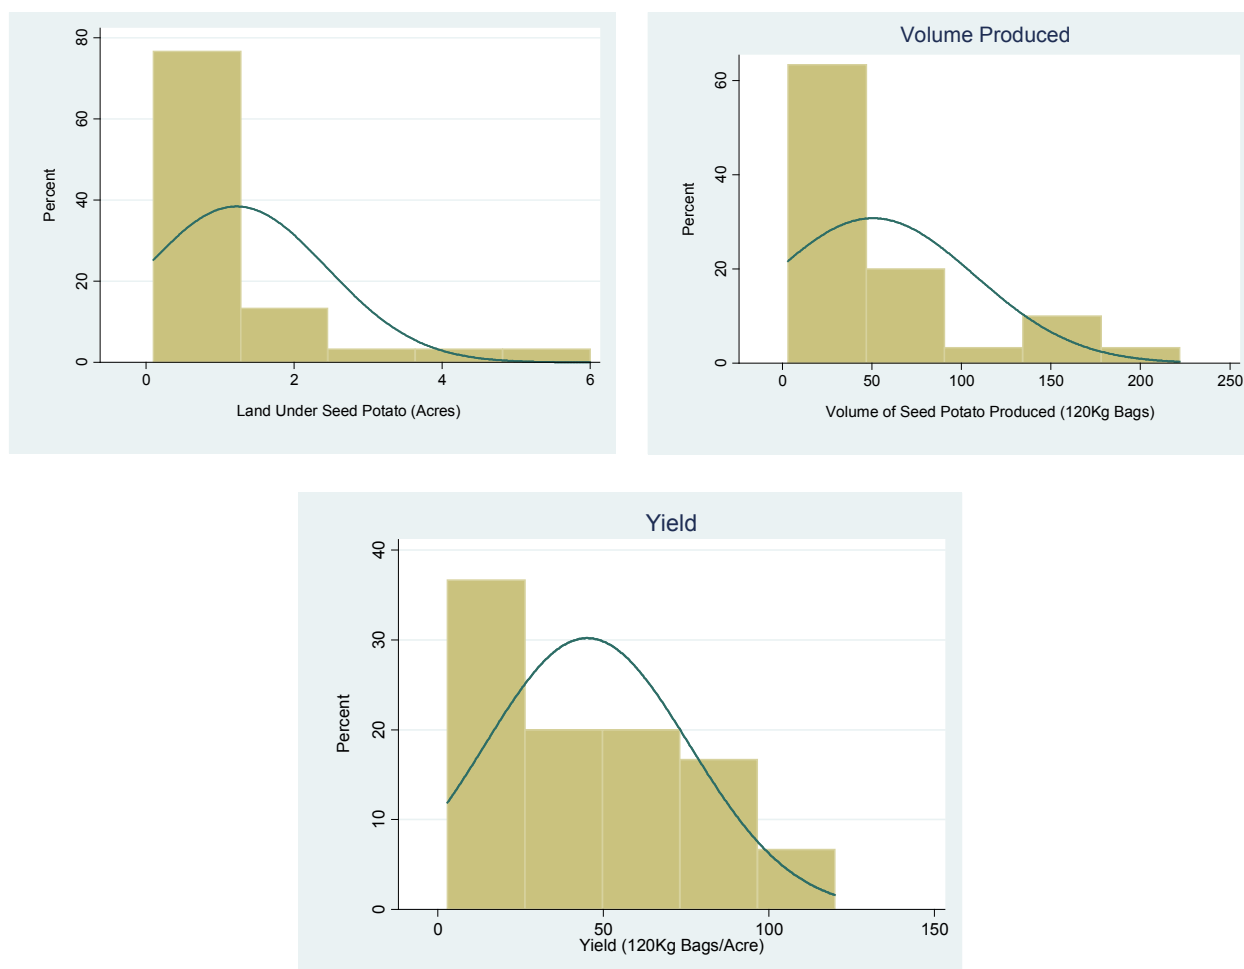 Percent
80
60
40
20
0
0 2 4 6
Land Under Seed Potato (Acres)
Volume Produced
Percent
60
40
20
0
0 50 100 150 200 250
Volume of Seed Potato Produced (120Kg Bags)
Yield
Percent
40
30
20
10
0
0 50 100 150
Yield (120Kg Bags/Acre)